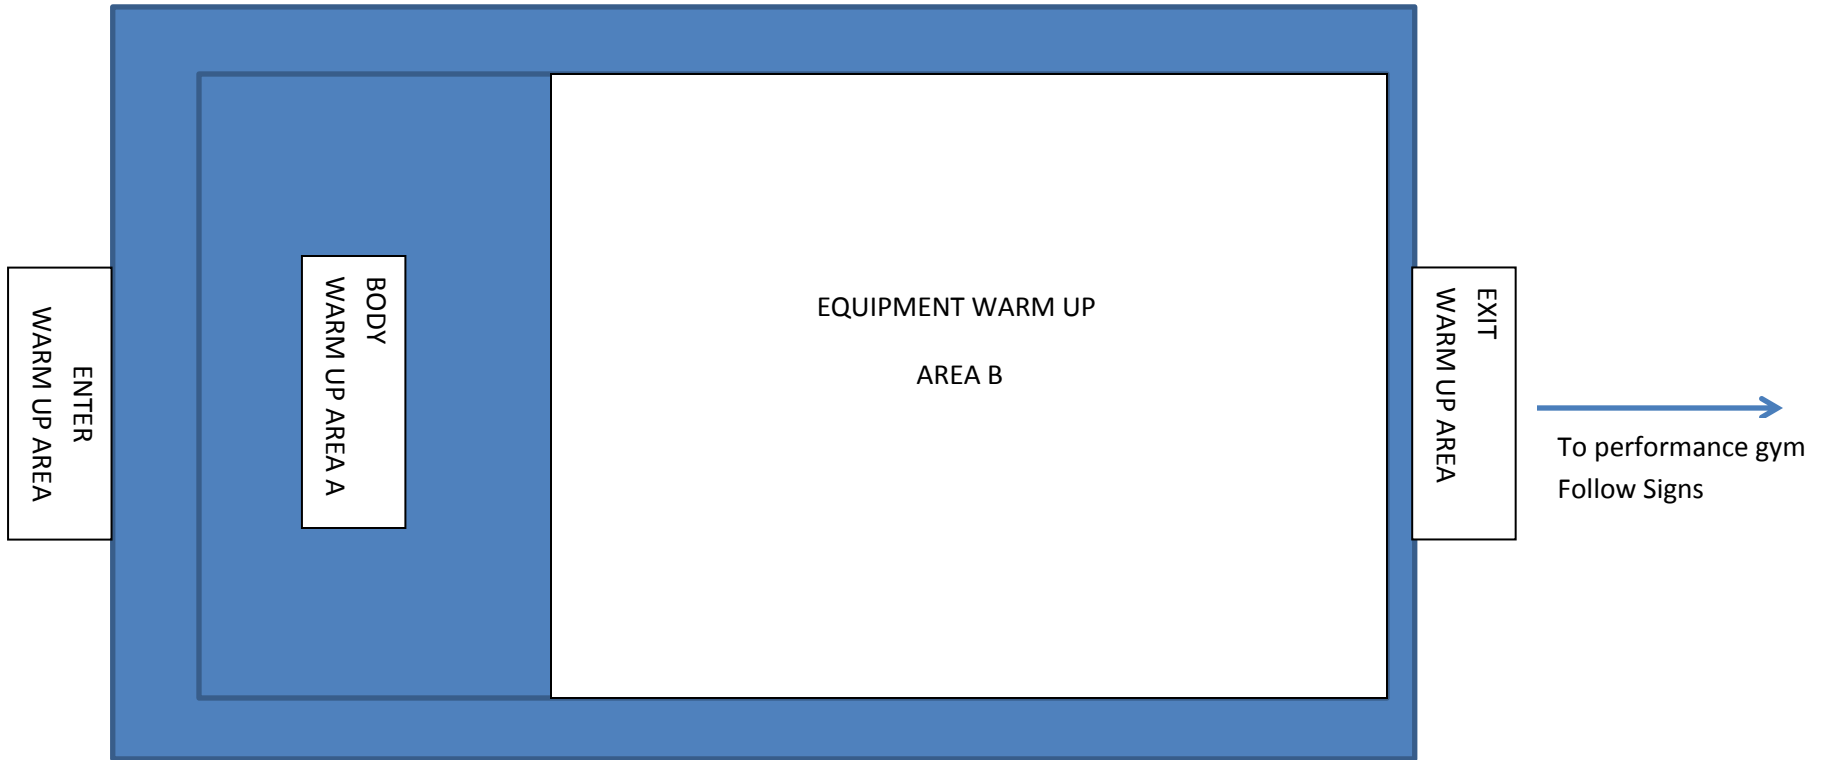 ENTER
WARM UP AREA
BODY
WARM UP AREA A
EQUIPMENT WARM UP
AREA B
EXIT
WARM UP AREA
To performance gym
Follow Signs